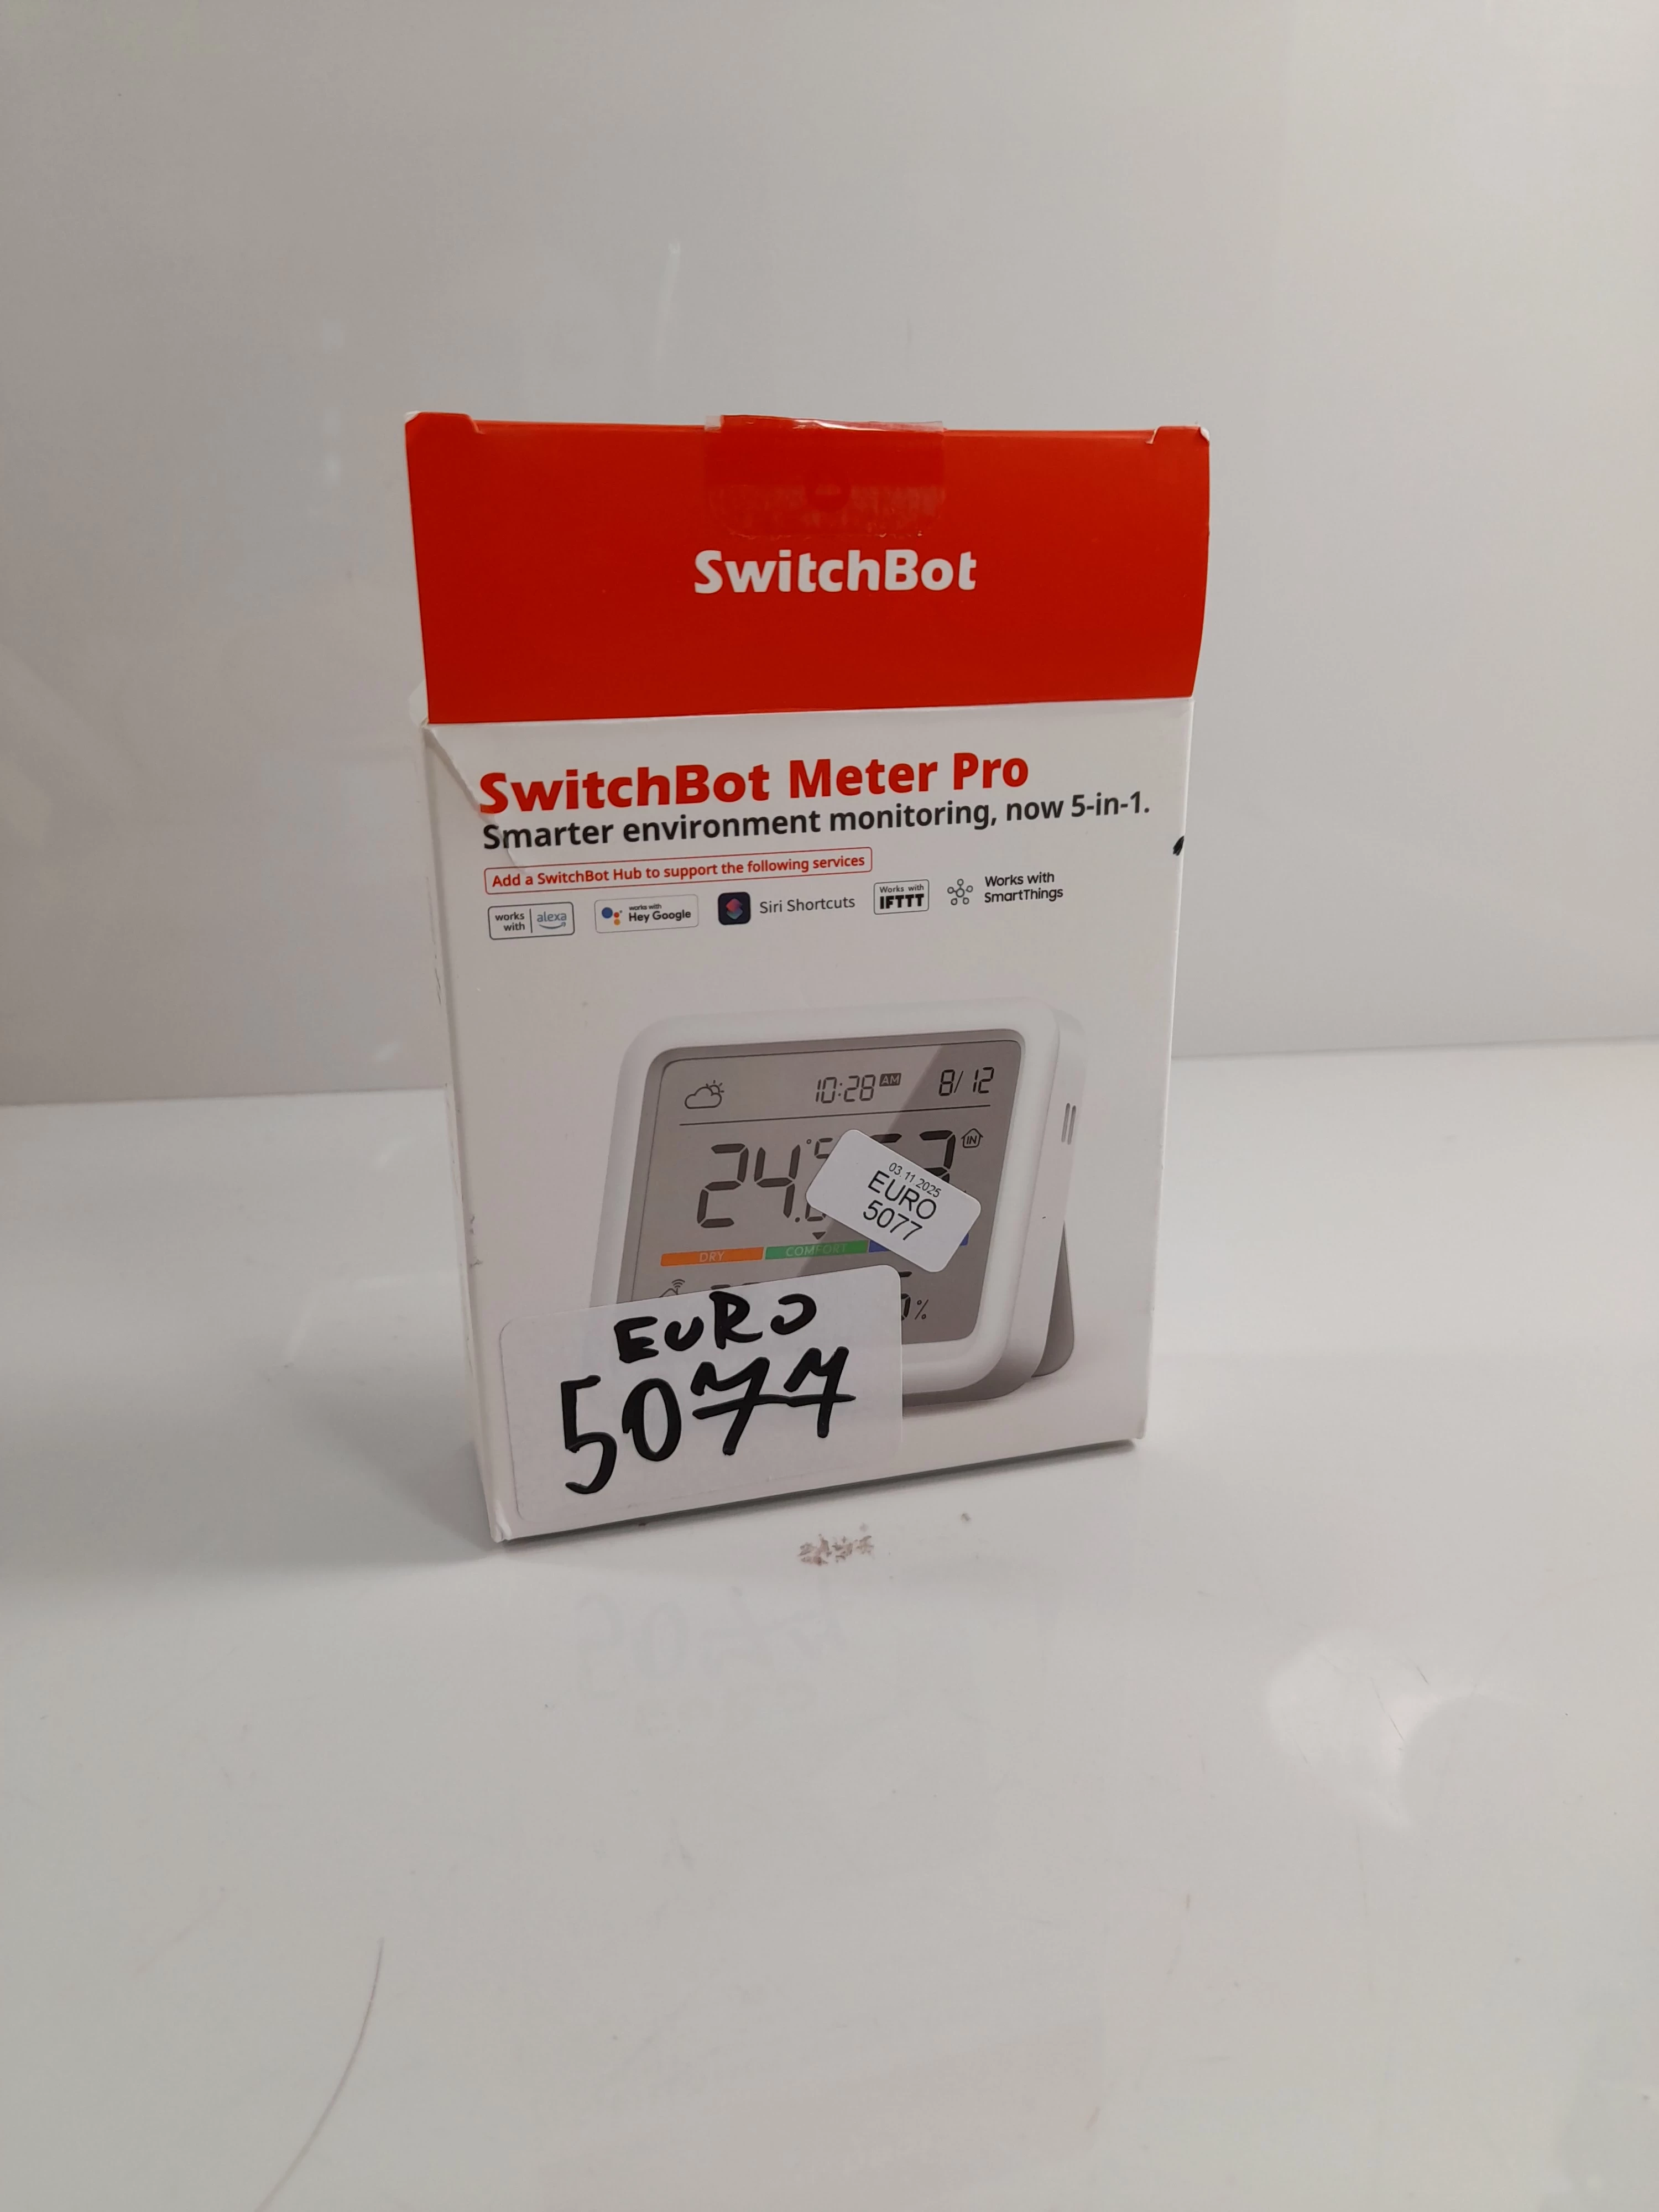 SwitchBot
SwitchBot Meter Pro
Smarter environment monitoring, now 5-in-1.
Add a SwitchBot Hub to support the following services
works with alexa
works with Hey Google
Siri Shortcuts
Works with IFTTT
Works with SmartThings
10:28 AM 8/12
24. °C
IN
03 11 2025
EURO
5077
DRY COMFORT
%
EURO
5077